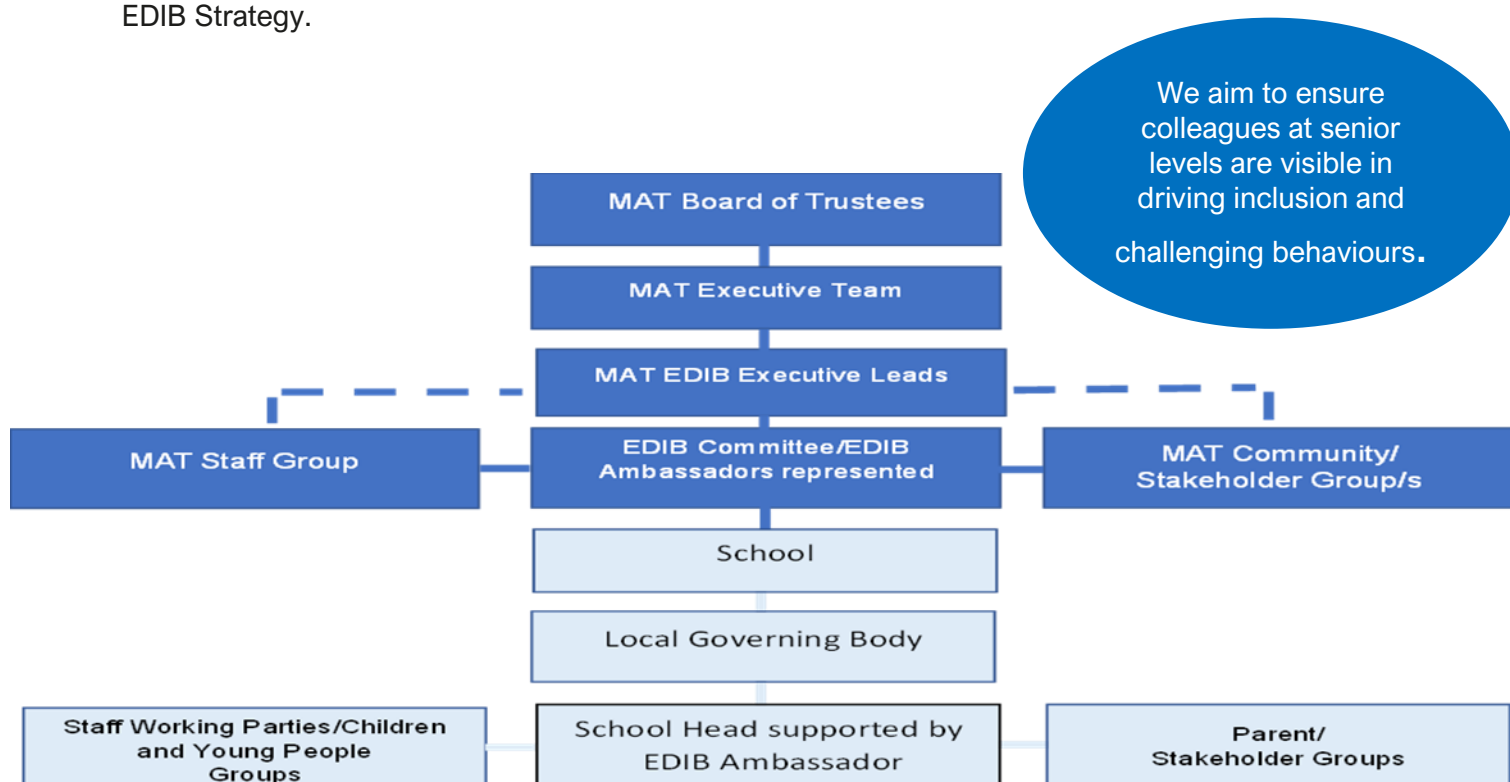 EDIB Strategy.
We aim to ensure
colleagues at senior
levels are visible in
driving inclusion and
challenging behaviours.
MAT Board of Trustees
MAT Executive Team
MAT EDIB Executive Leads
MAT Staff Group
EDIB Committee/EDIB
Ambassadors represented
MAT Community/
Stakeholder Group/s
School
Local Governing Body
Staff Working Parties/Children
and Young People
Groups
School Head supported by
EDIB Ambassador
Parent/
Stakeholder Groups